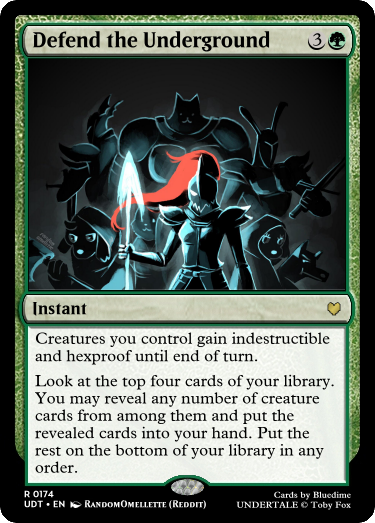 Defend the Underground 3
Instant
Creatures you control gain indestructible
and hexproof until end of turn.
Look at the top four cards of your library.
You may reveal any number of creature
cards from among them and put the
revealed cards into your hand. Put the
rest on the bottom of your library in any
order.
R 0174
Cards by Bluedime
UDT • EN RANDOMOMELLETTE (REDDIT)
UNDERTALE © Toby Fox